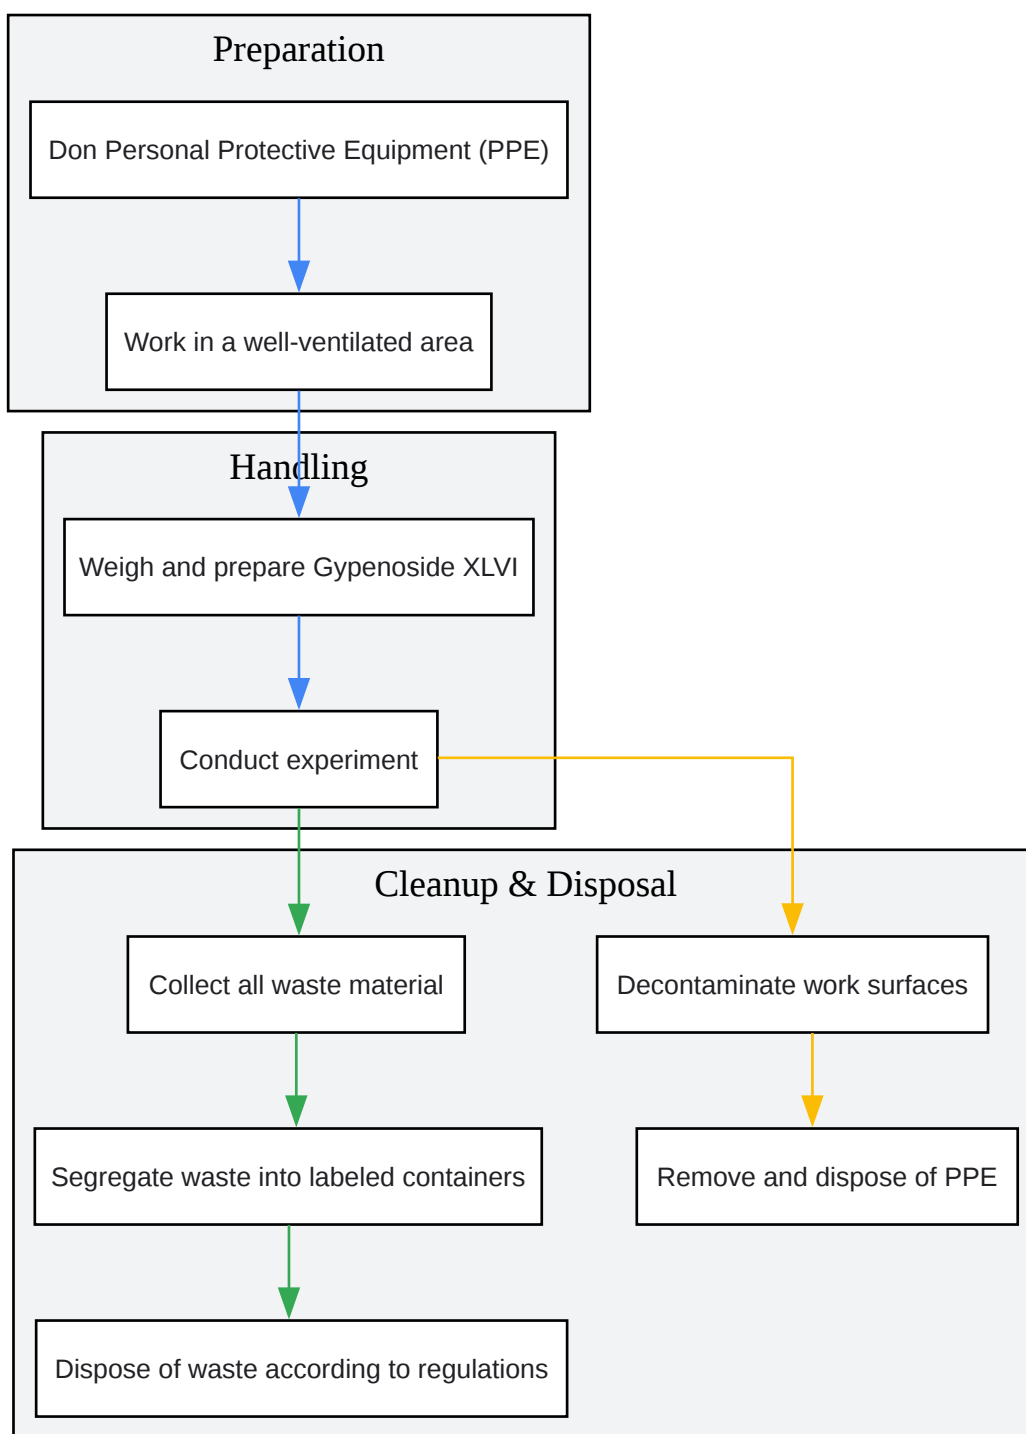 Preparation
Don Personal Protective Equipment (PPE)
Work in a well-ventilated area
Handling
Weigh and prepare Gypenoside XLVI
Conduct experiment
Cleanup & Disposal
Collect all waste material
Decontaminate work surfaces
Segregate waste into labeled containers
Remove and dispose of PPE
Dispose of waste according to regulations